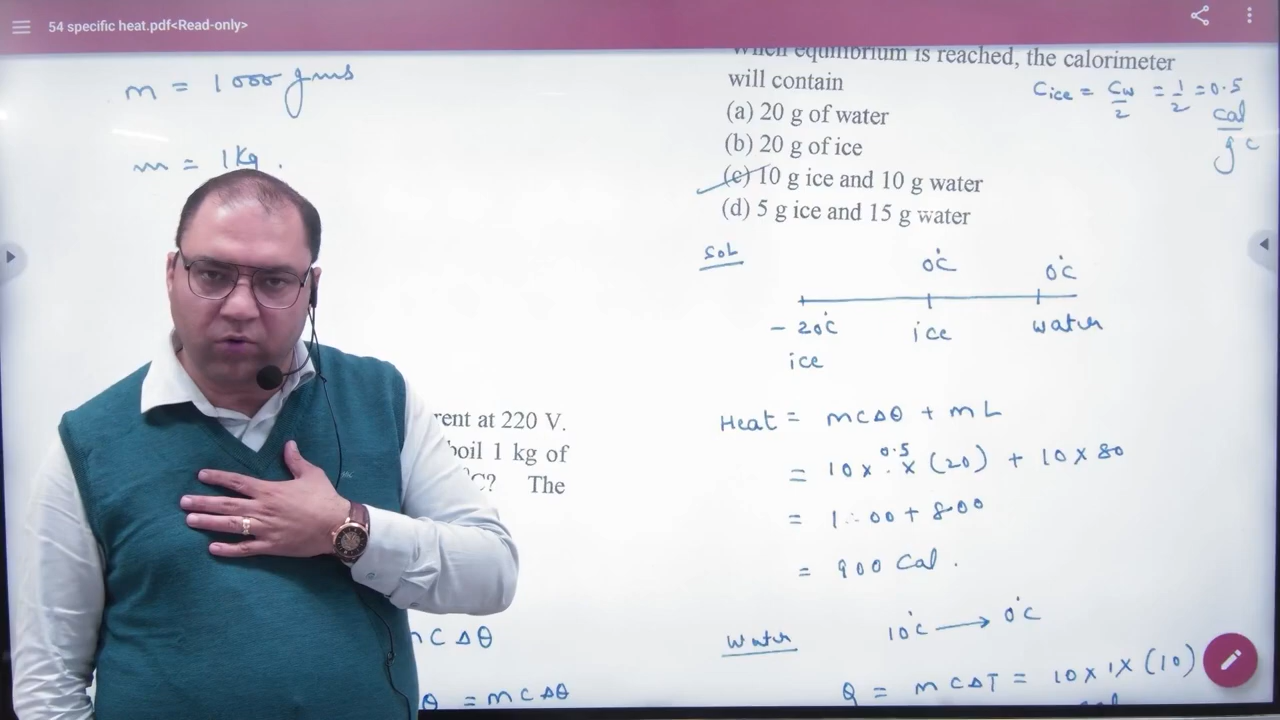 54 specific heat.pdf<Read-only>
m = 1000 gms
m = 1Kg.
rent at 220 V.
boil 1 kg of
C? The
mCΔθ
θ = mCΔθ
When equilibrium is reached, the calorimeter
will contain
Cice = Cw/2 = 1/2 = 0.5 cal/g°C
(a) 20 g of water
(b) 20 g of ice
(c) 10 g ice and 10 g water
(d) 5 g ice and 15 g water
Sol
0°C 0°C
- 20°C ice water
ice
Heat = mCΔθ + mL
= 10 x 0.5 x (20) + 10 x 80
= 100 + 800
= 900 Cal.
Water 10°C → 0°C
Q = mCΔT = 10 x 1 x (10)